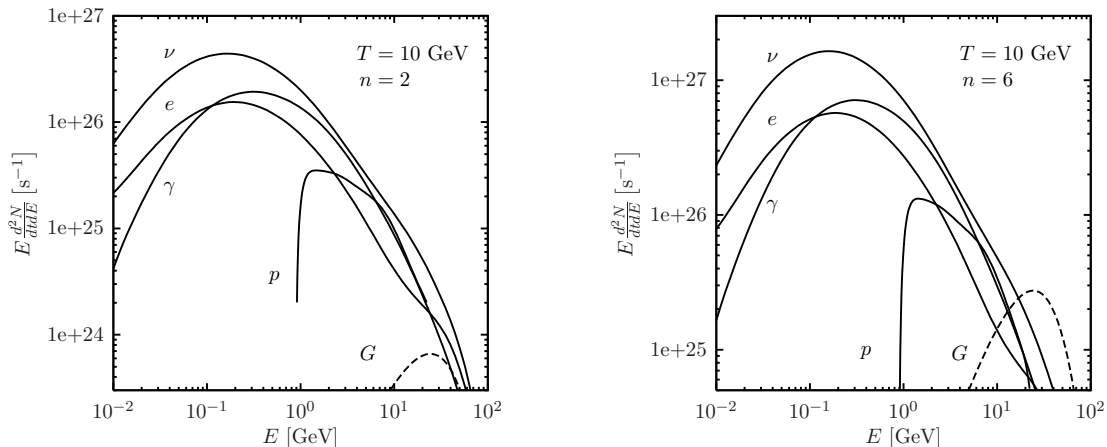 1e+27
1e+26
1e+25
1e+24
E d²N/dtdE [s⁻¹]
ν
e
γ
p
G
T = 10 GeV
n = 2
10⁻² 10⁻¹ 10⁰ 10¹ 10²
E [GeV]
1e+27
1e+26
1e+25
E d²N/dtdE [s⁻¹]
ν
e
γ
p
G
T = 10 GeV
n = 6
10⁻² 10⁻¹ 10⁰ 10¹ 10²
E [GeV]